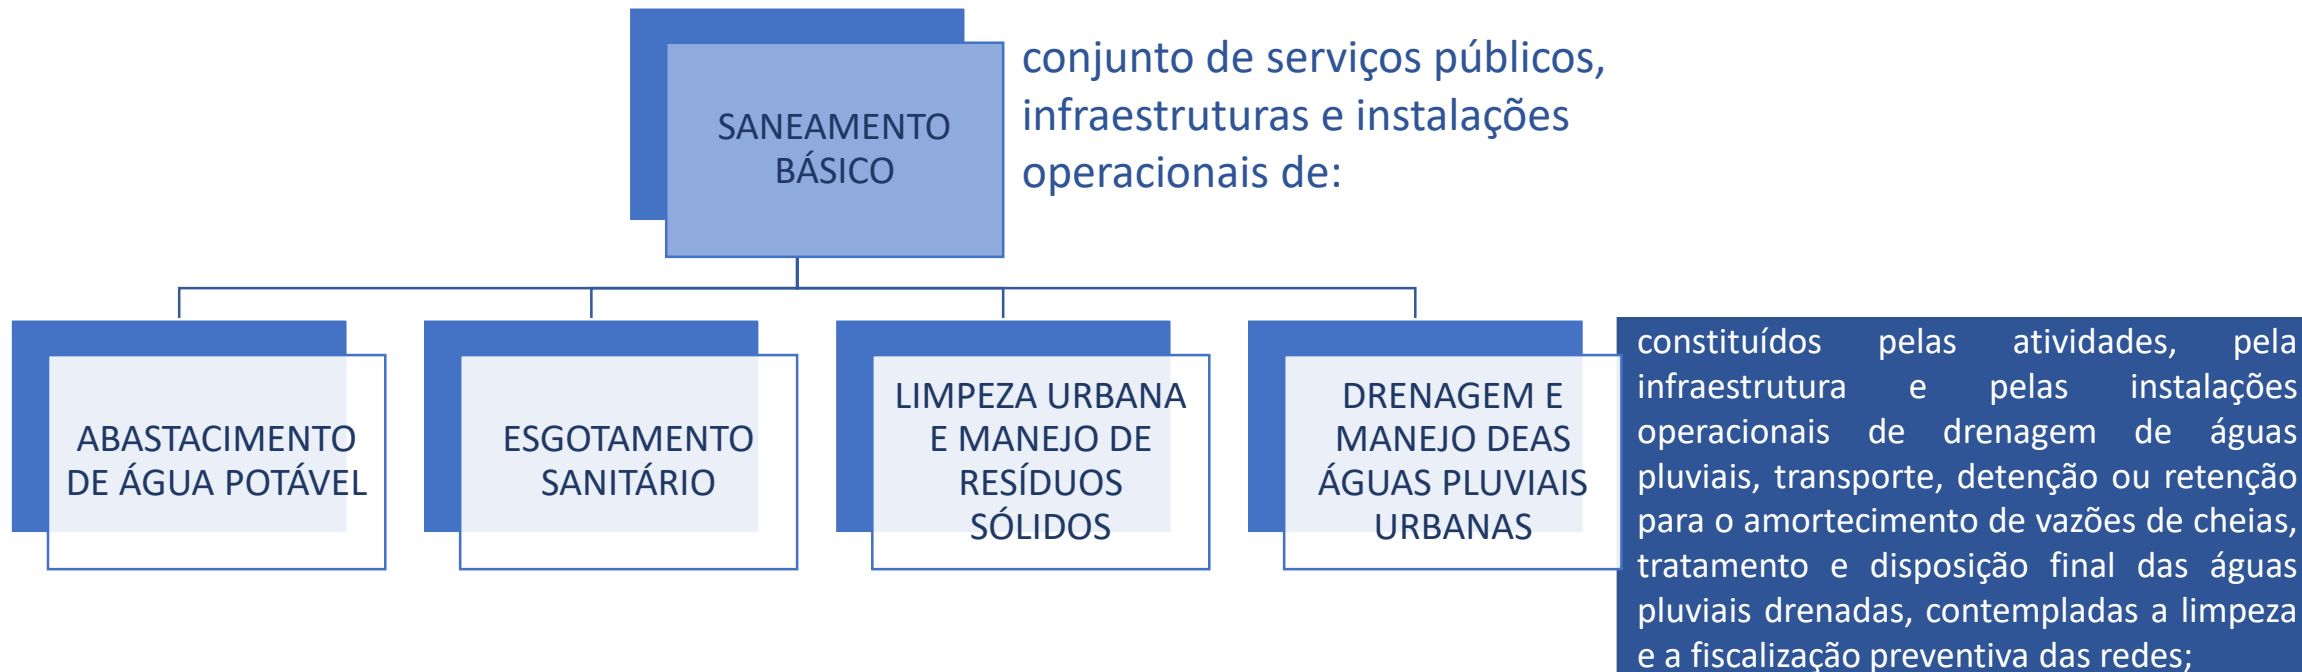 SANEAMENTO
BÁSICO
conjunto de serviços públicos,
infraestruturas e instalações
operacionais de:
ABASTACIMENTO
DE ÁGUA POTÁVEL
ESGOTAMENTO
SANITÁRIO
LIMPEZA URBANA
E MANEJO DE
RESÍDUOS
SÓLIDOS
DRENAGEM E
MANEJO DEAS
ÁGUAS PLUVIAIS
URBANAS
constituídos pelas atividades, pela
infraestrutura e pelas instalações
operacionais de drenagem de águas
pluviais, transporte, detenção ou retenção
para o amortecimento de vazões de cheias,
tratamento e disposição final das águas
pluviais drenadas, contempladas a limpeza
e a fiscalização preventiva das redes;